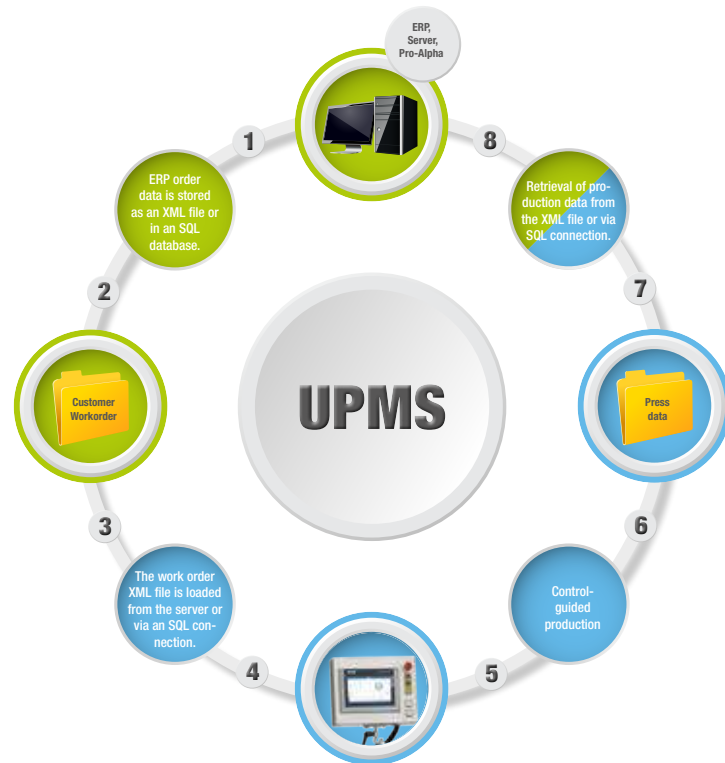 ERP,
Server,
Pro-Alpha
1
8
ERP order
data is stored
as an XML file or
in an SQL
database.
Retrieval of pro-
duction data from
the XML file or via
SQL connection.
2
7
Customer
Workorder
UPMS
Press
data
3
6
The work order
XML file is loaded
from the server or
via an SQL con-
nection.
Control-
guided
production
4
5